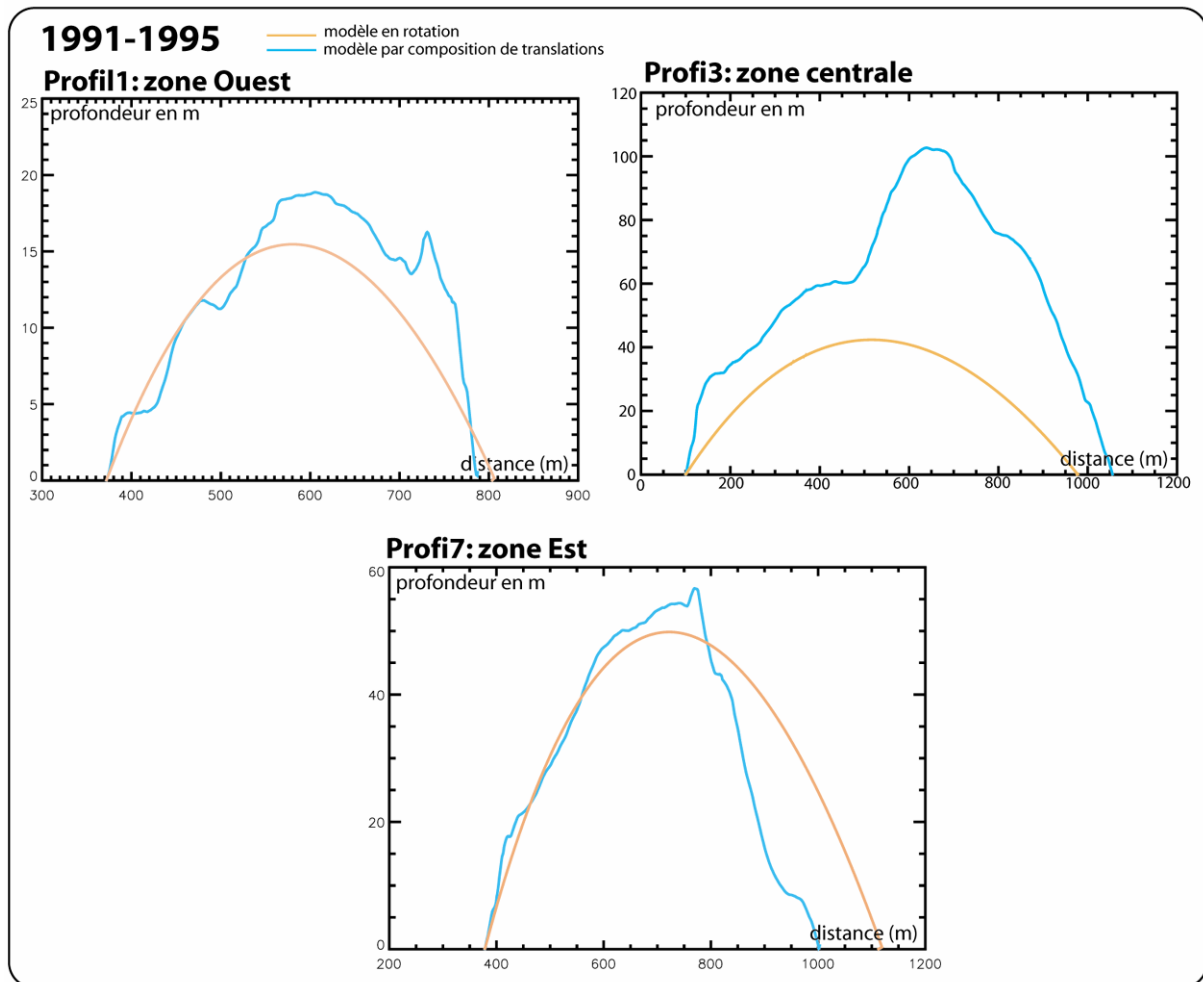 1991-1995
modèle en rotation
modèle par composition de translations
Profil1: zone Ouest
profondeur en m
25
20
15
10
5
0
distance (m)
300 400 500 600 700 800 900
Profi3: zone centrale
profondeur en m
120
100
80
60
40
20
0
distance (m)
0 200 400 600 800 1000 1200
Profi7: zone Est
profondeur en m
60
40
20
0
distance (m)
200 400 600 800 1000 1200